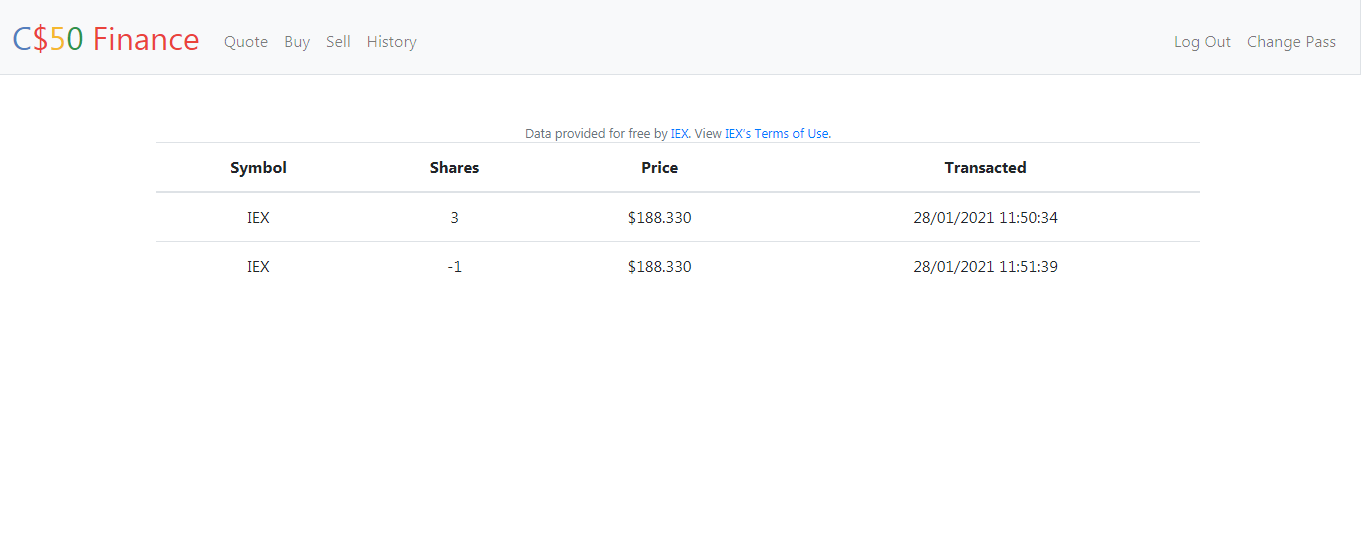 C$50 Finance Quote Buy Sell History Log Out Change Pass
Data provided for free by IEX. View IEX's Terms of Use.
Symbol Shares Price Transacted
IEX 3 $188.330 28/01/2021 11:50:34
IEX -1 $188.330 28/01/2021 11:51:39